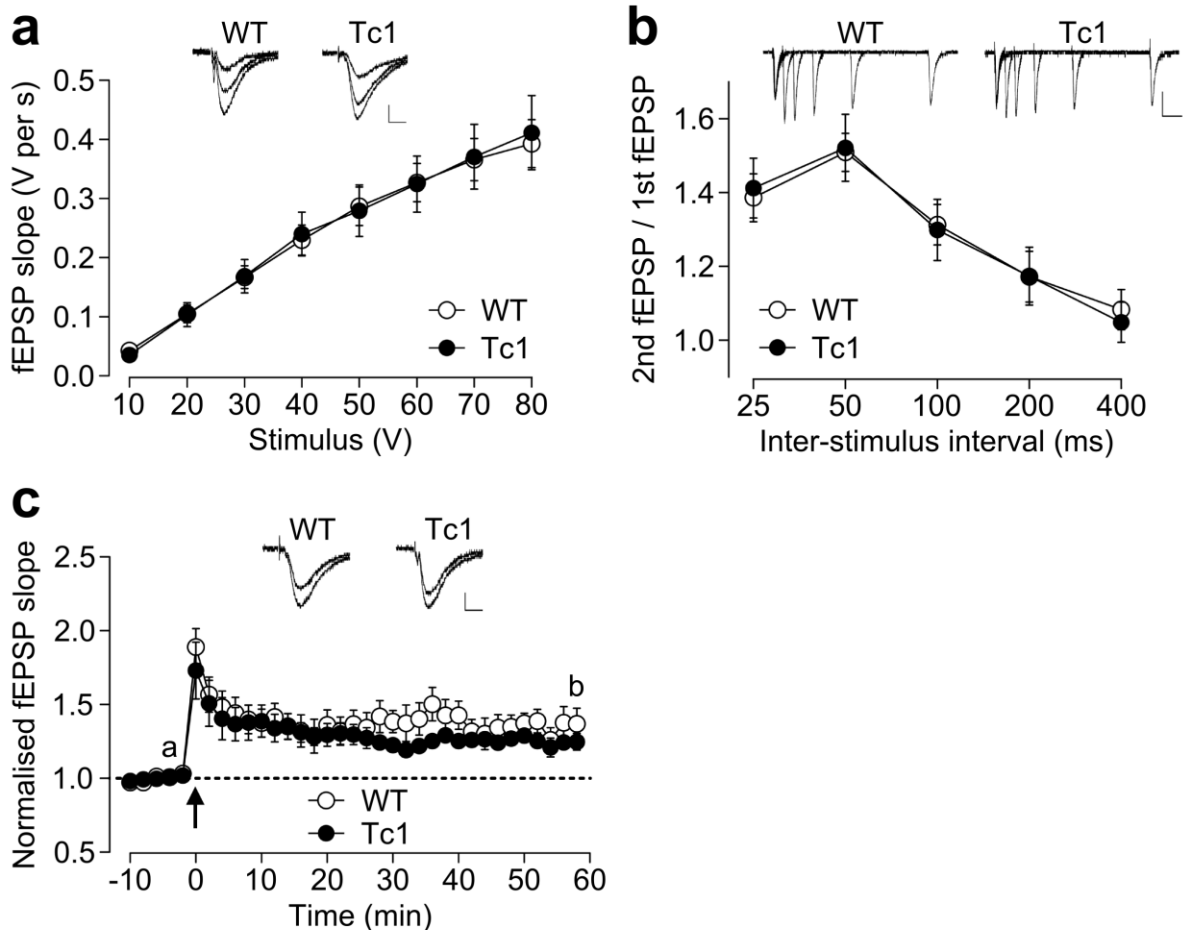 a
WT Tc1
fEPSP slope (V per s)
0.5
0.4
0.3
0.2
0.1
0.0
WT
Tc1
10 20 30 40 50 60 70 80
Stimulus (V)
b
WT Tc1
2nd fEPSP / 1st fEPSP
1.6
1.4
1.2
1.0
WT
Tc1
25 50 100 200 400
Inter-stimulus interval (ms)
c
WT Tc1
Normalised fEPSP slope
2.5
2.0
1.5
1.0
0.5
a
b
WT
Tc1
-10 0 10 20 30 40 50 60
Time (min)